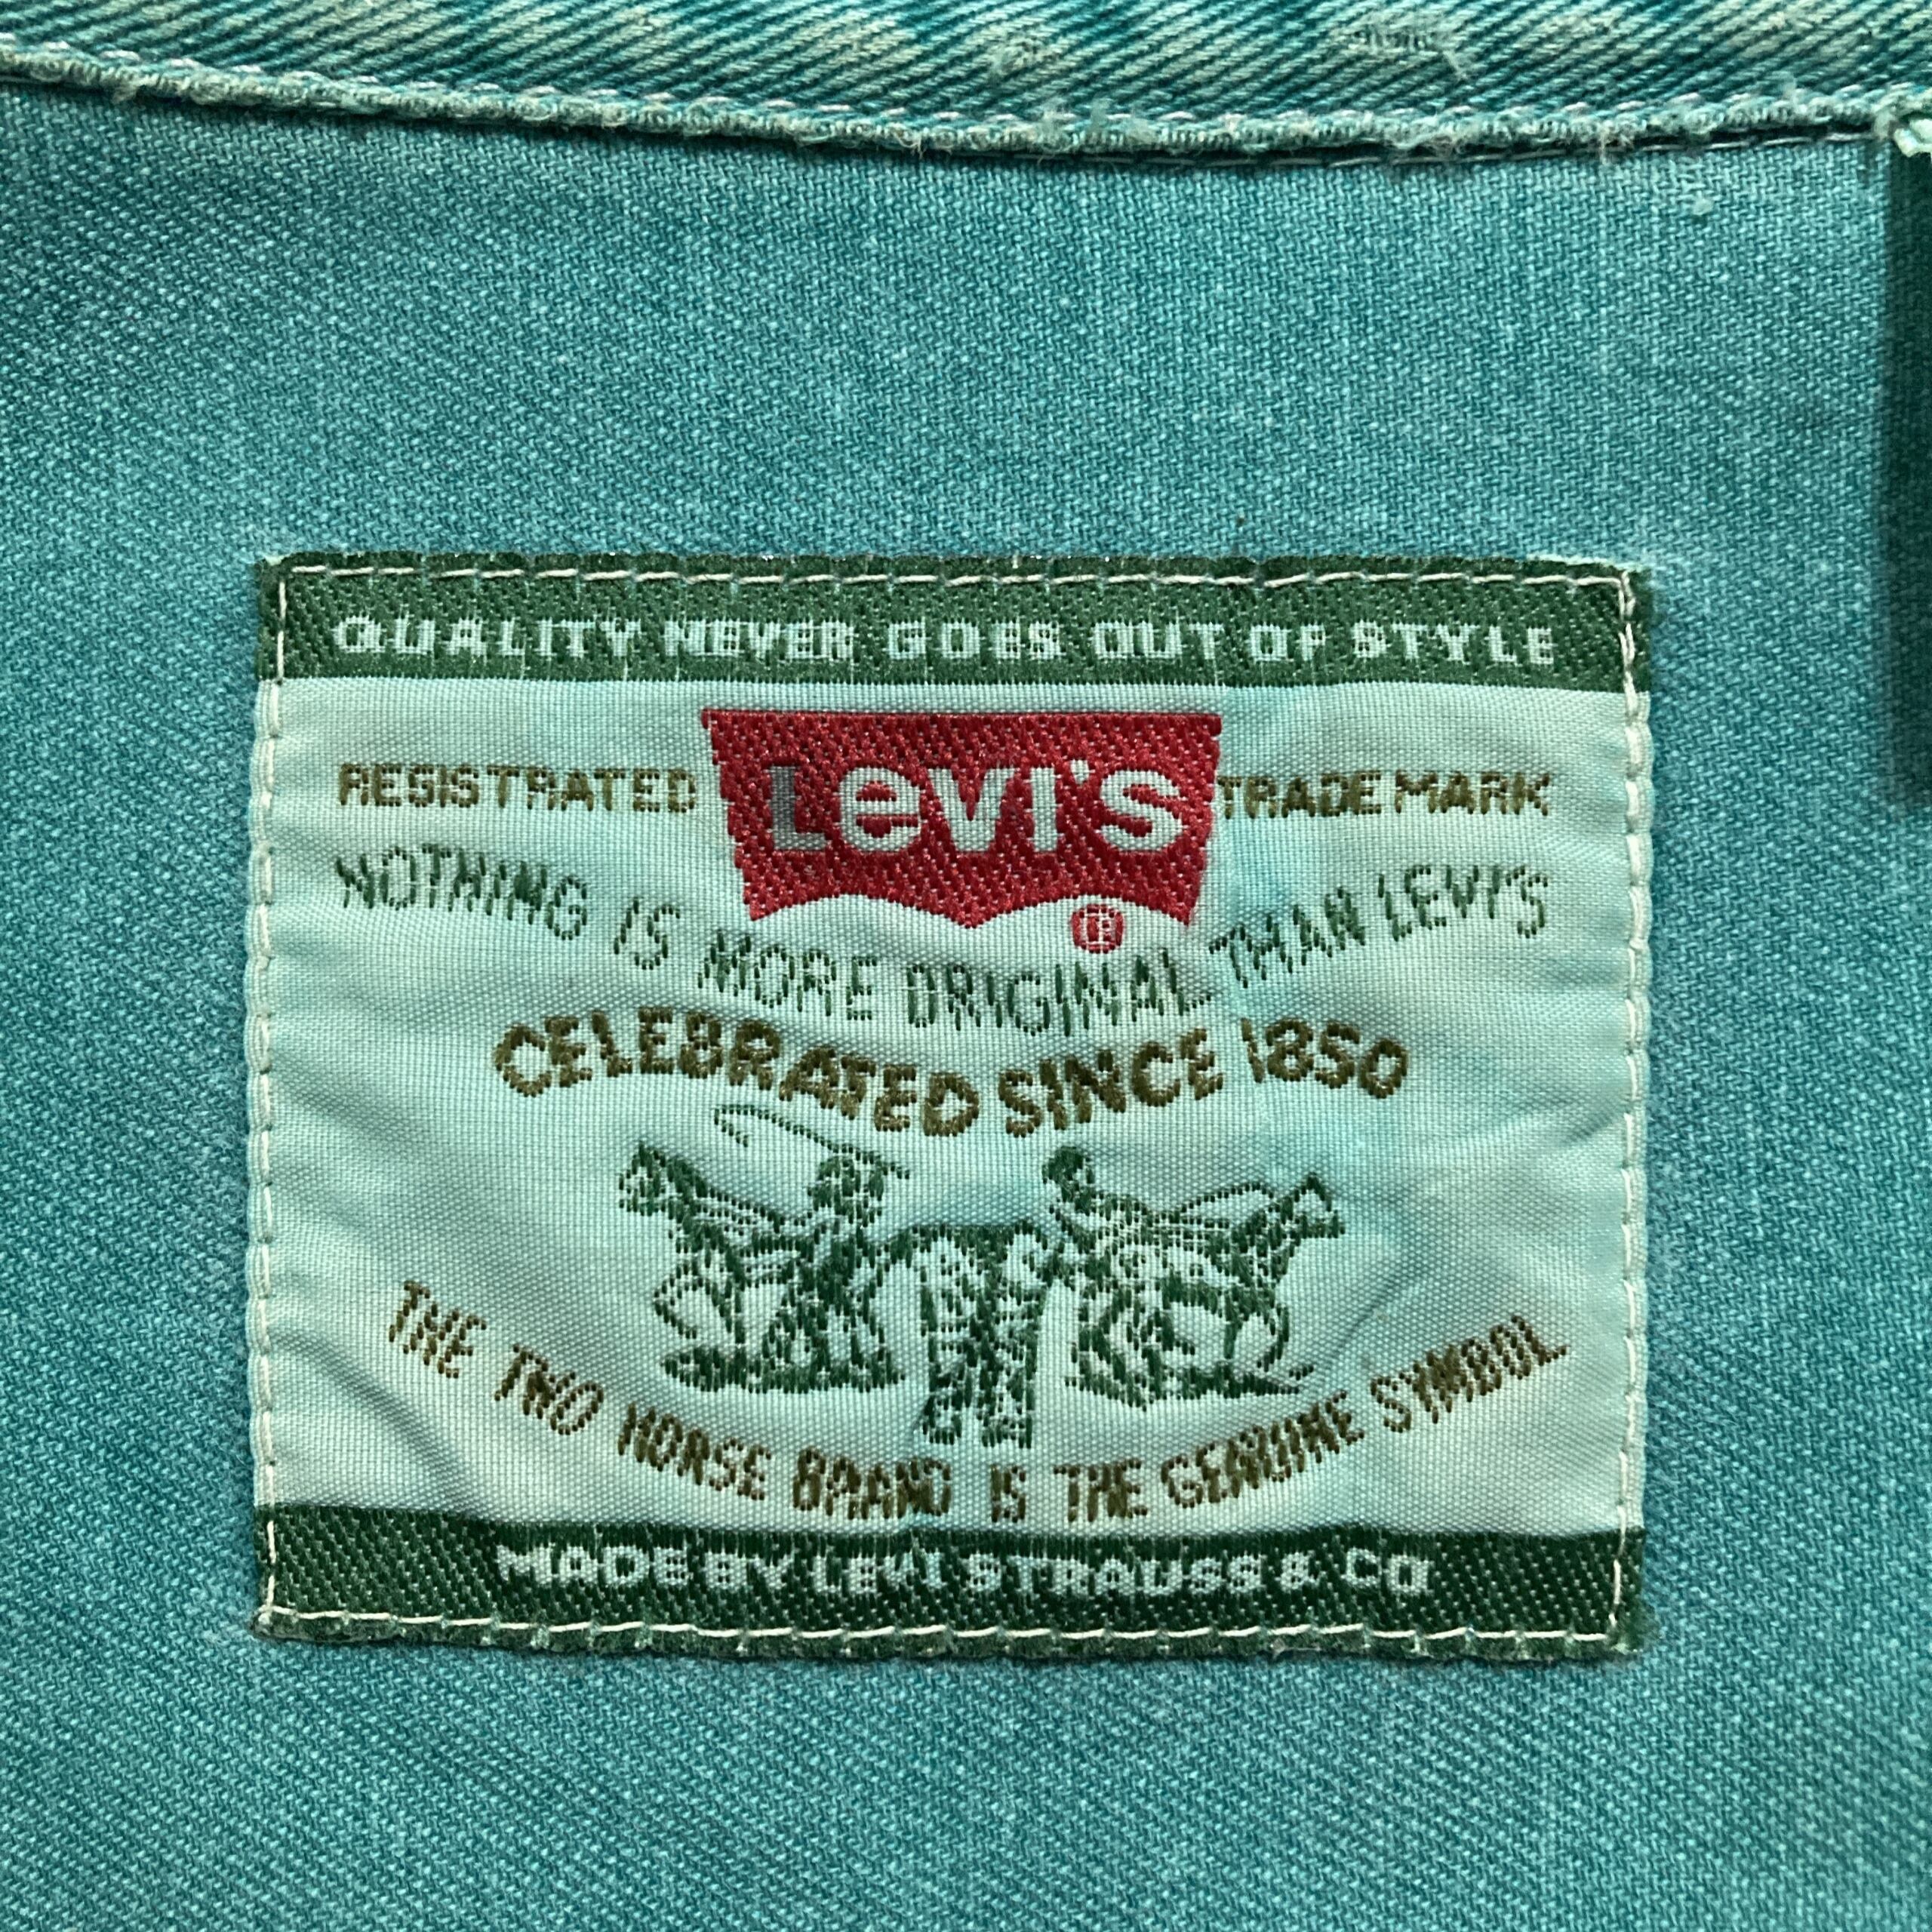 QUALITY NEVER GOES OUT OF STYLE
REGISTRATED LEVI'S TRADE MARK
®
NOTHING IS MORE ORIGINAL THAN LEVI'S
CELEBRATED SINCE 1850
THE TWO HORSE BRAND IS THE GENUINE SYMBOL
MADE BY LEVI STRAUSS & CO